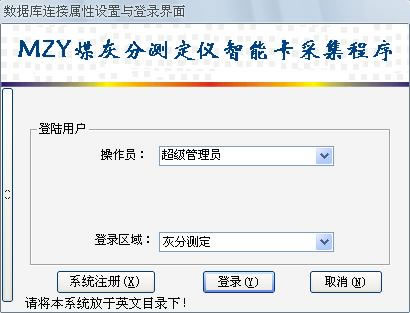 数据库连接属性设置与登录界面
MZY煤灰分测定仪智能卡采集程序
登陆用户
操作员： 超级管理员
登录区域： 灰分测定
系统注册(X) 登录(Y) 取消(N)
请将本系统放于英文目录下!